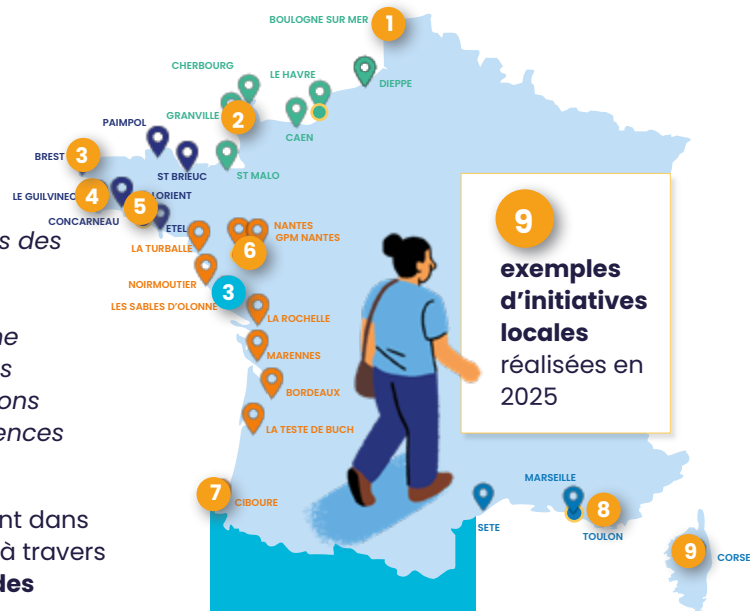 BOULOGNE SUR MER
1
CHERBOURG
LE HAVRE
DIEPPE
GRANVILLE
2
CAEN
PAIMPOL
BREST
3
ST BRIEUC
ST MALO
LE GUILVINEC
4
5
LORIENT
CONCARNEAU
ETEL
NANTES
GPM NANTES
LA TURBALLE
6
NOIRMOUTIER
3
LES SABLES D'OLONNE
LA ROCHELLE
MARENNES
BORDEAUX
LA TESTE DE BUCH
7
CIBOURE
MARSEILLE
SETE
8
TOULON
9
CORSE
9
exemples
d'initiatives
locales
réalisées en
2025
s des
ne
s
ons
ences
nt dans
à travers
des